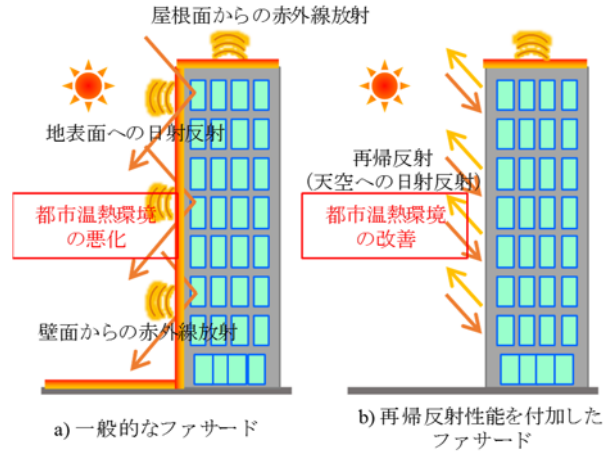 屋根面からの赤外線放射
地表面への日射反射
都市温熱環境
の悪化
壁面からの赤外線放射
a) 一般的なファサード
再帰反射
(天空への日射反射)
都市温熱環境
の改善
b) 再帰反射性能を付加した
ファサード